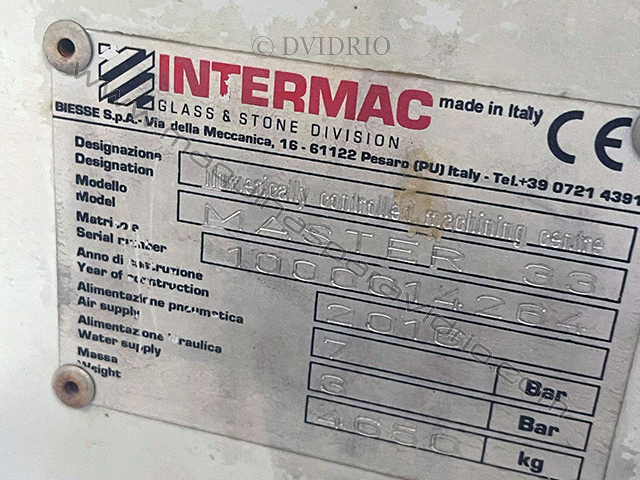 © DVIDRIO
INTERMAC
made in Italy
CE
GLASS & STONE DIVISION
BIESSE S.p.A. - Via della Meccanica, 16 - 61122 Pesaro (PU) Italy - Tel.+39 0721 4391
Designazione
Designation
Numerically controlled machining centre
Modello
Model
MASTER 33
Matricola
Serial number
1000014264
Anno di costruzione
Year of construction
2016
Alimentazione pneumatica
Air supply
7 Bar
Alimentazione idraulica
Water supply
3 Bar
Massa
Weight
4050 kg